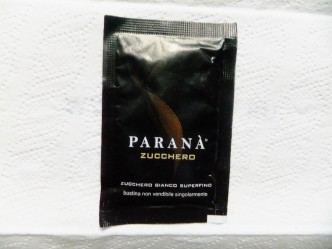 PARANÀ®
ZUCCHERO
ZUCCHERO BIANCO SUPERFINO
bustina non vendibile singolarmente